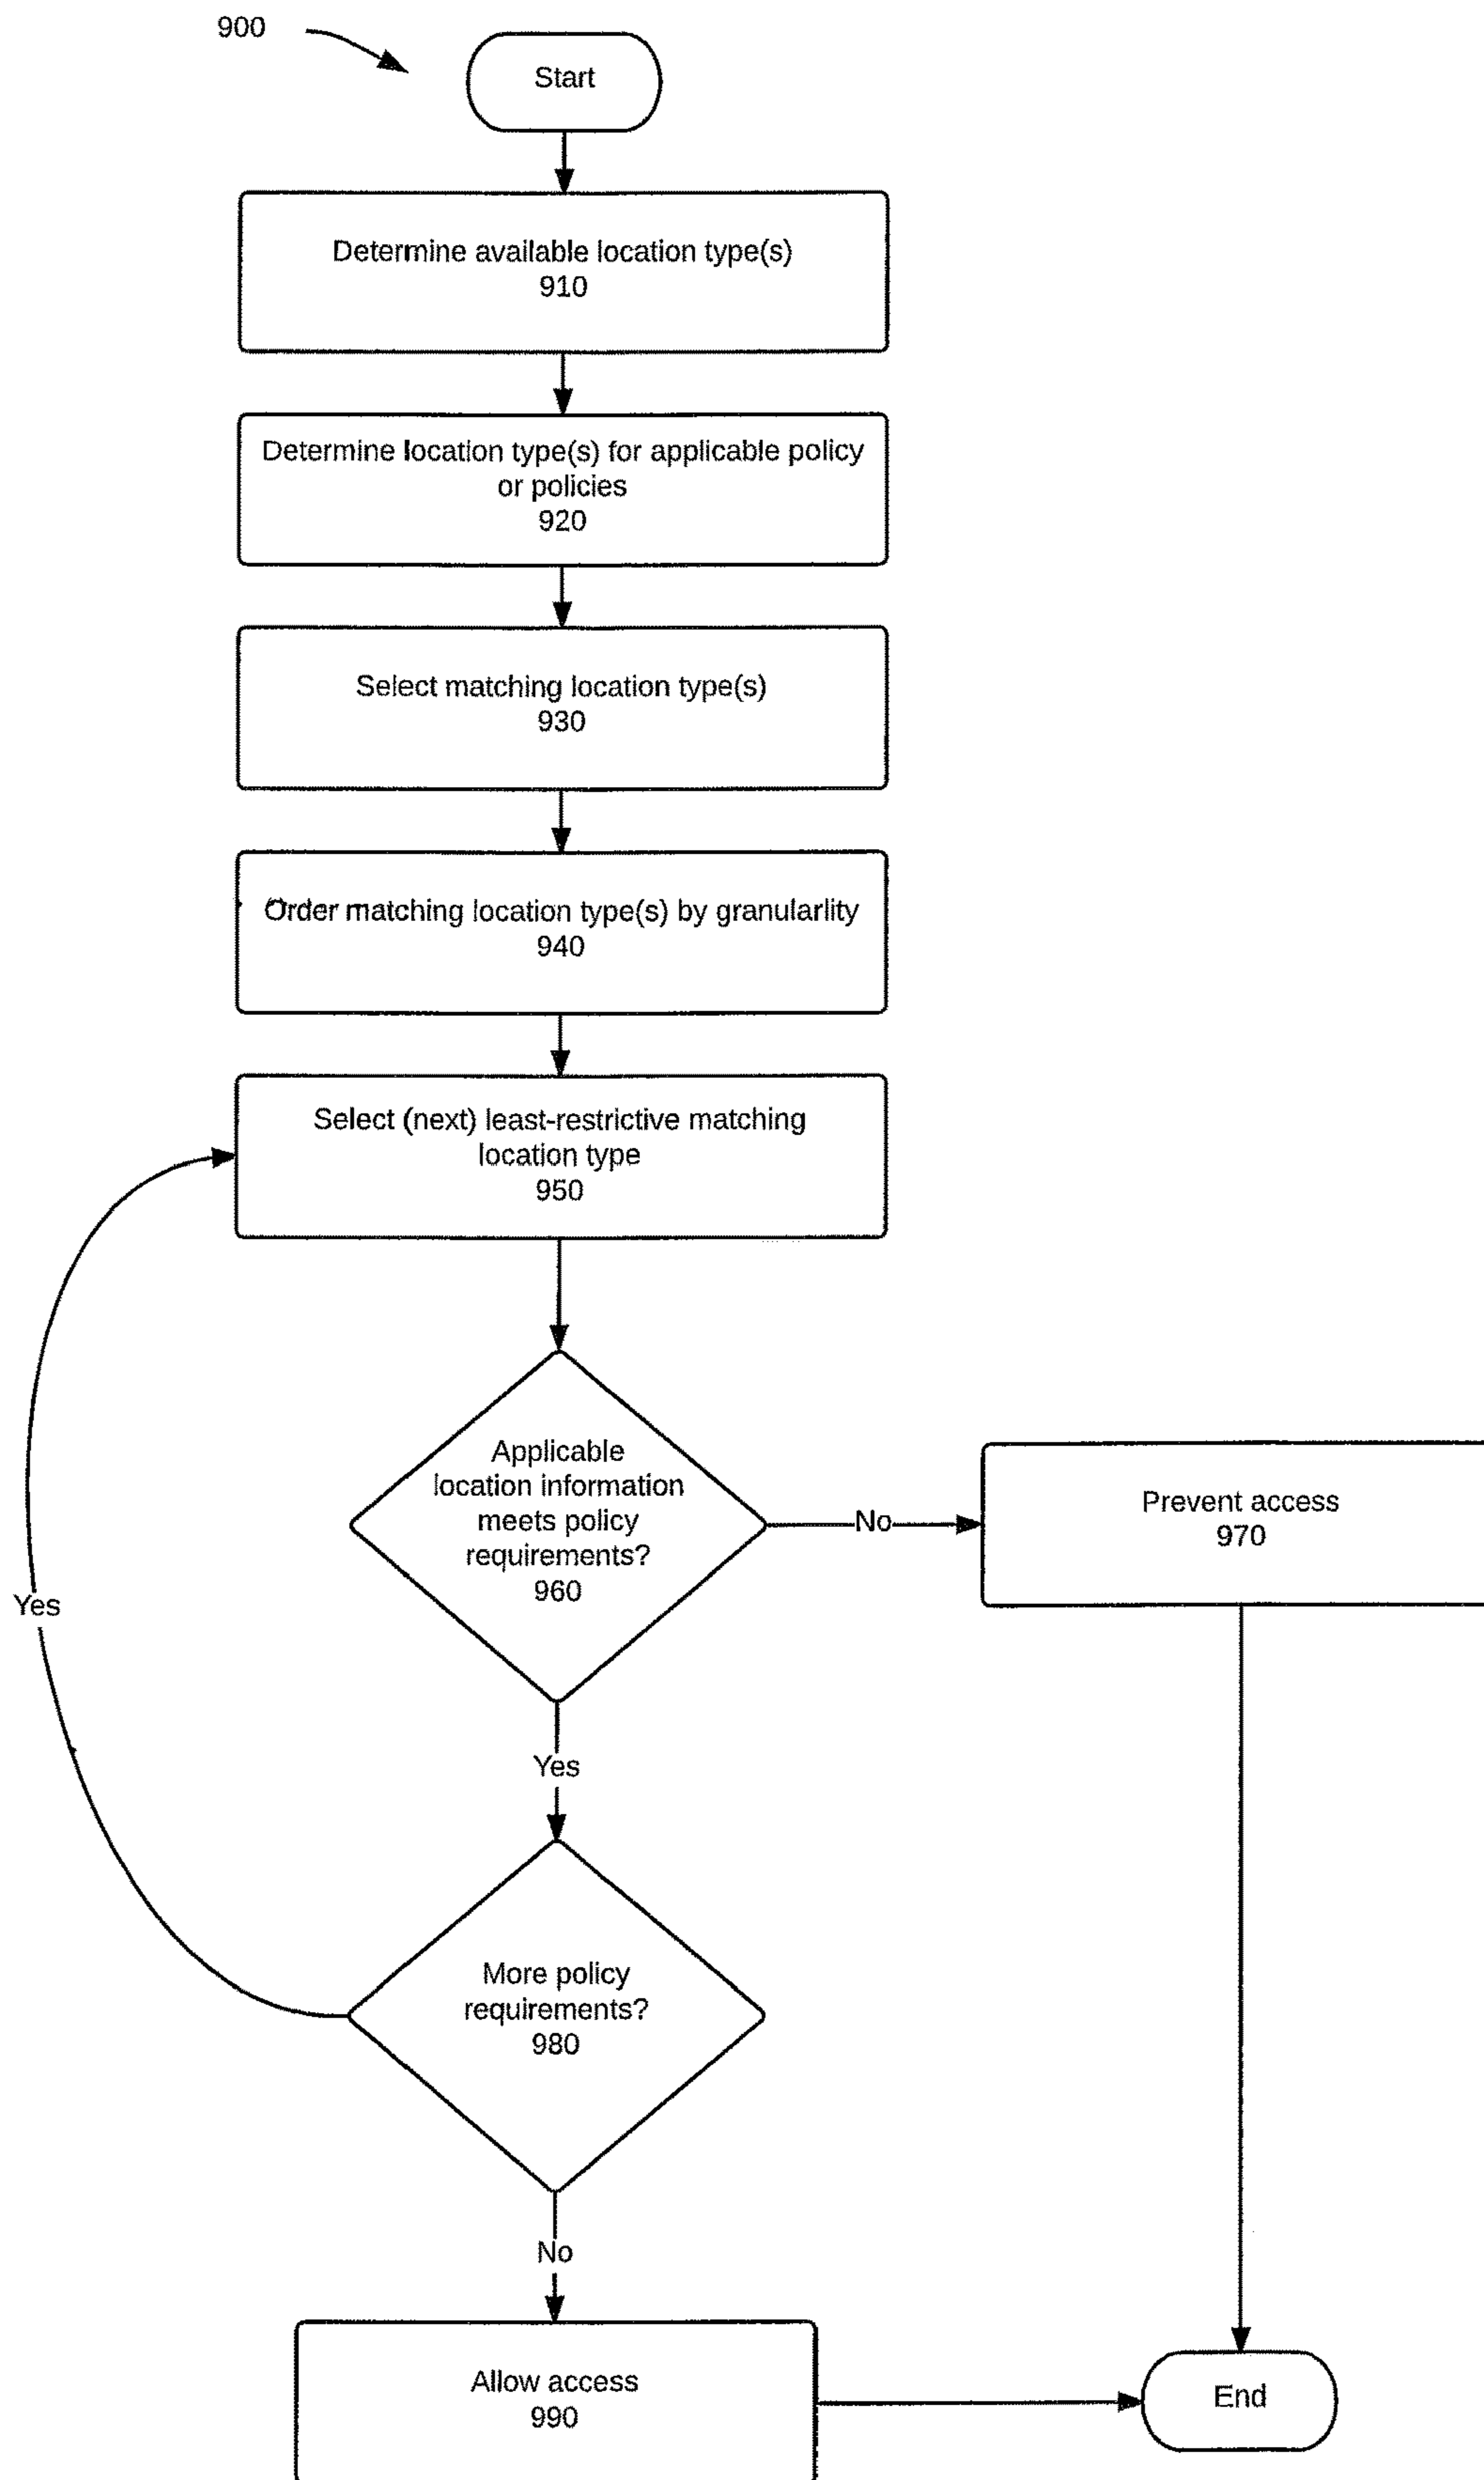 900
Start
Determine available location type(s)
910
Determine location type(s) for applicable policy
or policies
920
Select matching location type(s)
930
Order matching location type(s) by granularlity
940
Select (next) least-restrictive matching
location type
950
Applicable
location information
meets policy
requirements?
960
No
Prevent access
970
Yes
Yes
More policy
requirements?
980
No
Allow access
990
End